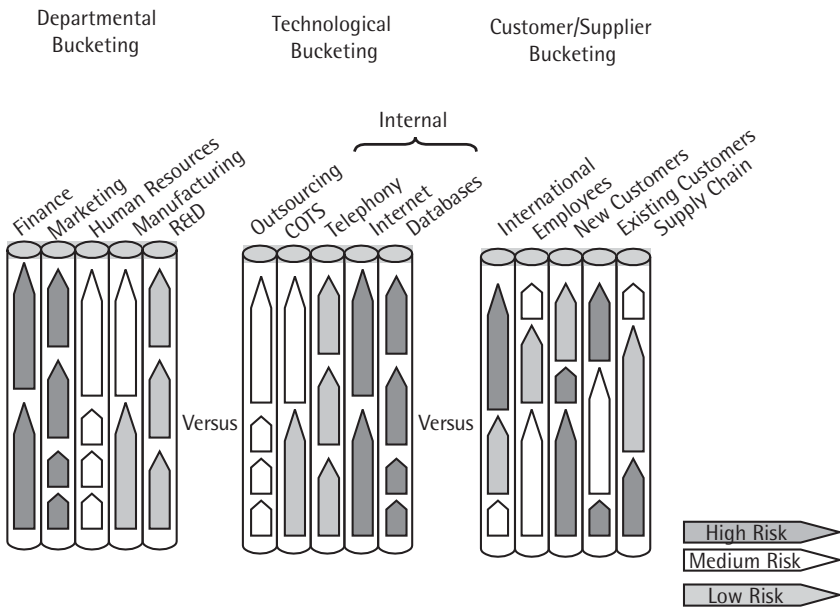 Departmental
Bucketing
Technological
Bucketing
Customer/Supplier
Bucketing
Internal
Finance
Marketing
Human Resources
Manufacturing
R&D
Outsourcing
COTS
Telephony
Internet
Databases
International
Employees
New Customers
Existing Customers
Supply Chain
Versus
Versus
High Risk
Medium Risk
Low Risk